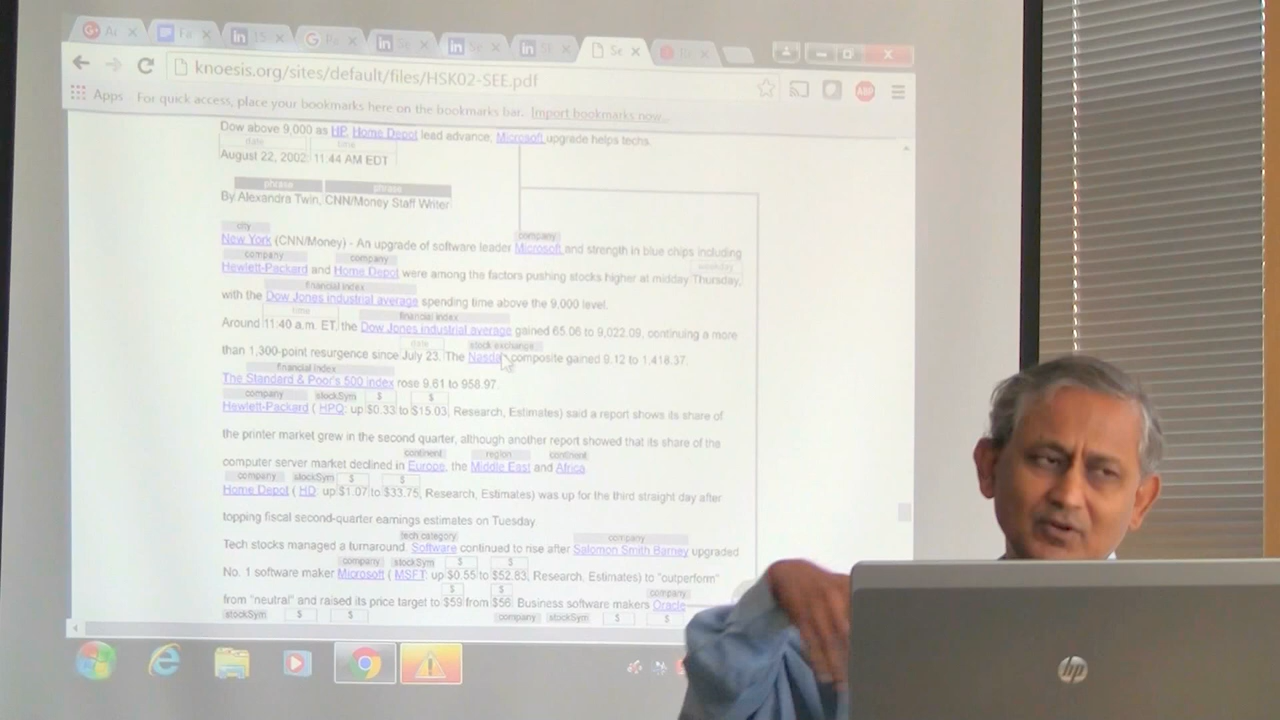 Ar Fa in 15 G Pa in Se in Se in St Se
knoesis.org/sites/default/files/HSK02-SEE.pdf
Apps For quick access, place your bookmarks here on the bookmarks bar. Import bookmarks now...
ABP
Dow above 9,000 as HP, Home Depot lead advance, Microsoft upgrade helps techs.
date time
August 22, 2002: 11:44 AM EDT
phrase phrase
By Alexandra Twin, CNN/Money Staff Writer
city company
New York (CNN/Money) - An upgrade of software leader Microsoft and strength in blue chips including
company company weekday
Hewlett-Packard and Home Depot were among the factors pushing stocks higher at midday Thursday,
financial index
with the Dow Jones industrial average spending time above the 9,000 level.
time financial index
Around 11:40 a.m. ET, the Dow Jones industrial average gained 65.06 to 9,022.09, continuing a more
date stock exchange
than 1,300-point resurgence since July 23. The Nasda composite gained 9.12 to 1,418.37.
financial index
The Standard & Poor's 500 index rose 9.61 to 958.97.
company stockSym $ $
Hewlett-Packard ( HPQ: up $0.33 to $15.03, Research, Estimates) said a report shows its share of
the printer market grew in the second quarter, although another report showed that its share of the
continent region continent
computer server market declined in Europe, the Middle East and Africa
company stockSym $ $
Home Depot ( HD: up $1.07 to $33.75, Research, Estimates) was up for the third straight day after
topping fiscal second-quarter earnings estimates on Tuesday
tech category company
Tech stocks managed a turnaround. Software continued to rise after Salomon Smith Barney upgraded
company stockSym $ $
No. 1 software maker Microsoft ( MSFT: up $0.55 to $52.83, Research, Estimates) to "outperform"
$ $ company
from "neutral" and raised its price target to $59 from $56. Business software makers Oracle
stockSym $ $ company stockSym $ $
hp